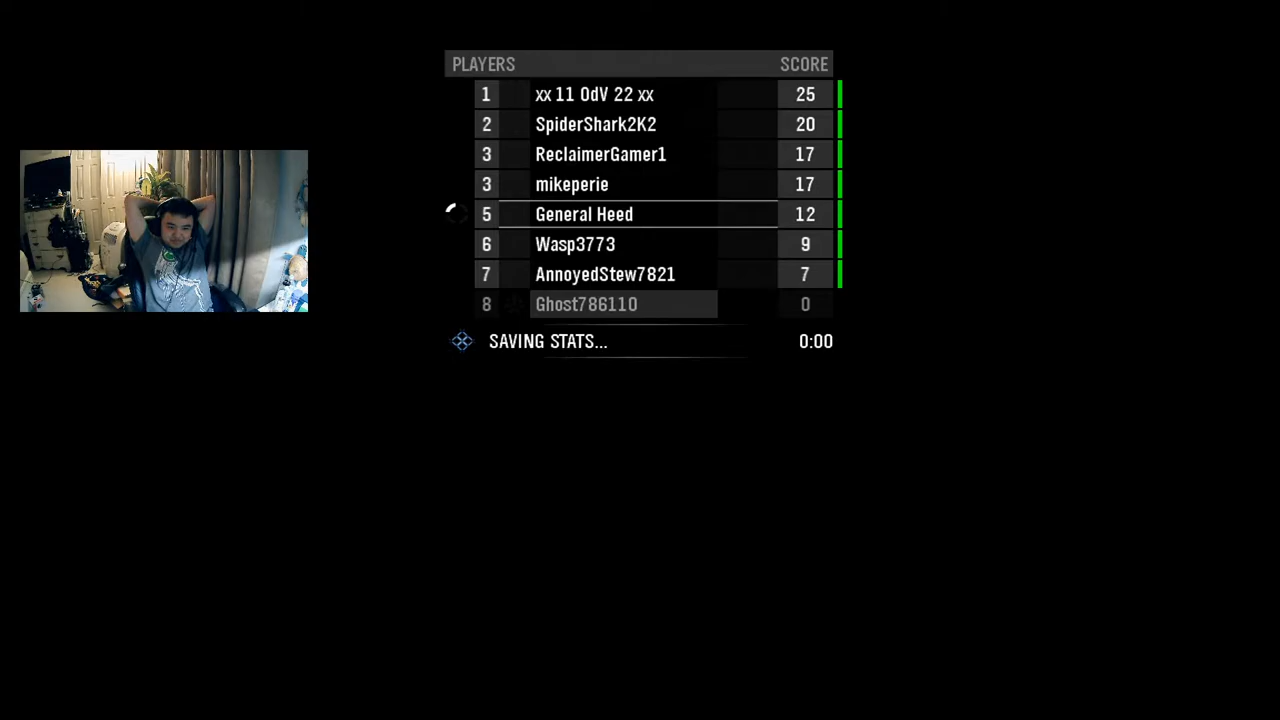 PLAYERS SCORE
1 xx 11 OdV 22 xx 25
2 SpiderShark2K2 20
3 ReclaimerGamer1 17
3 mikeperie 17
5 General Heed 12
6 Wasp3773 9
7 AnnoyedStew7821 7
8 Ghost786110 0
SAVING STATS... 0:00